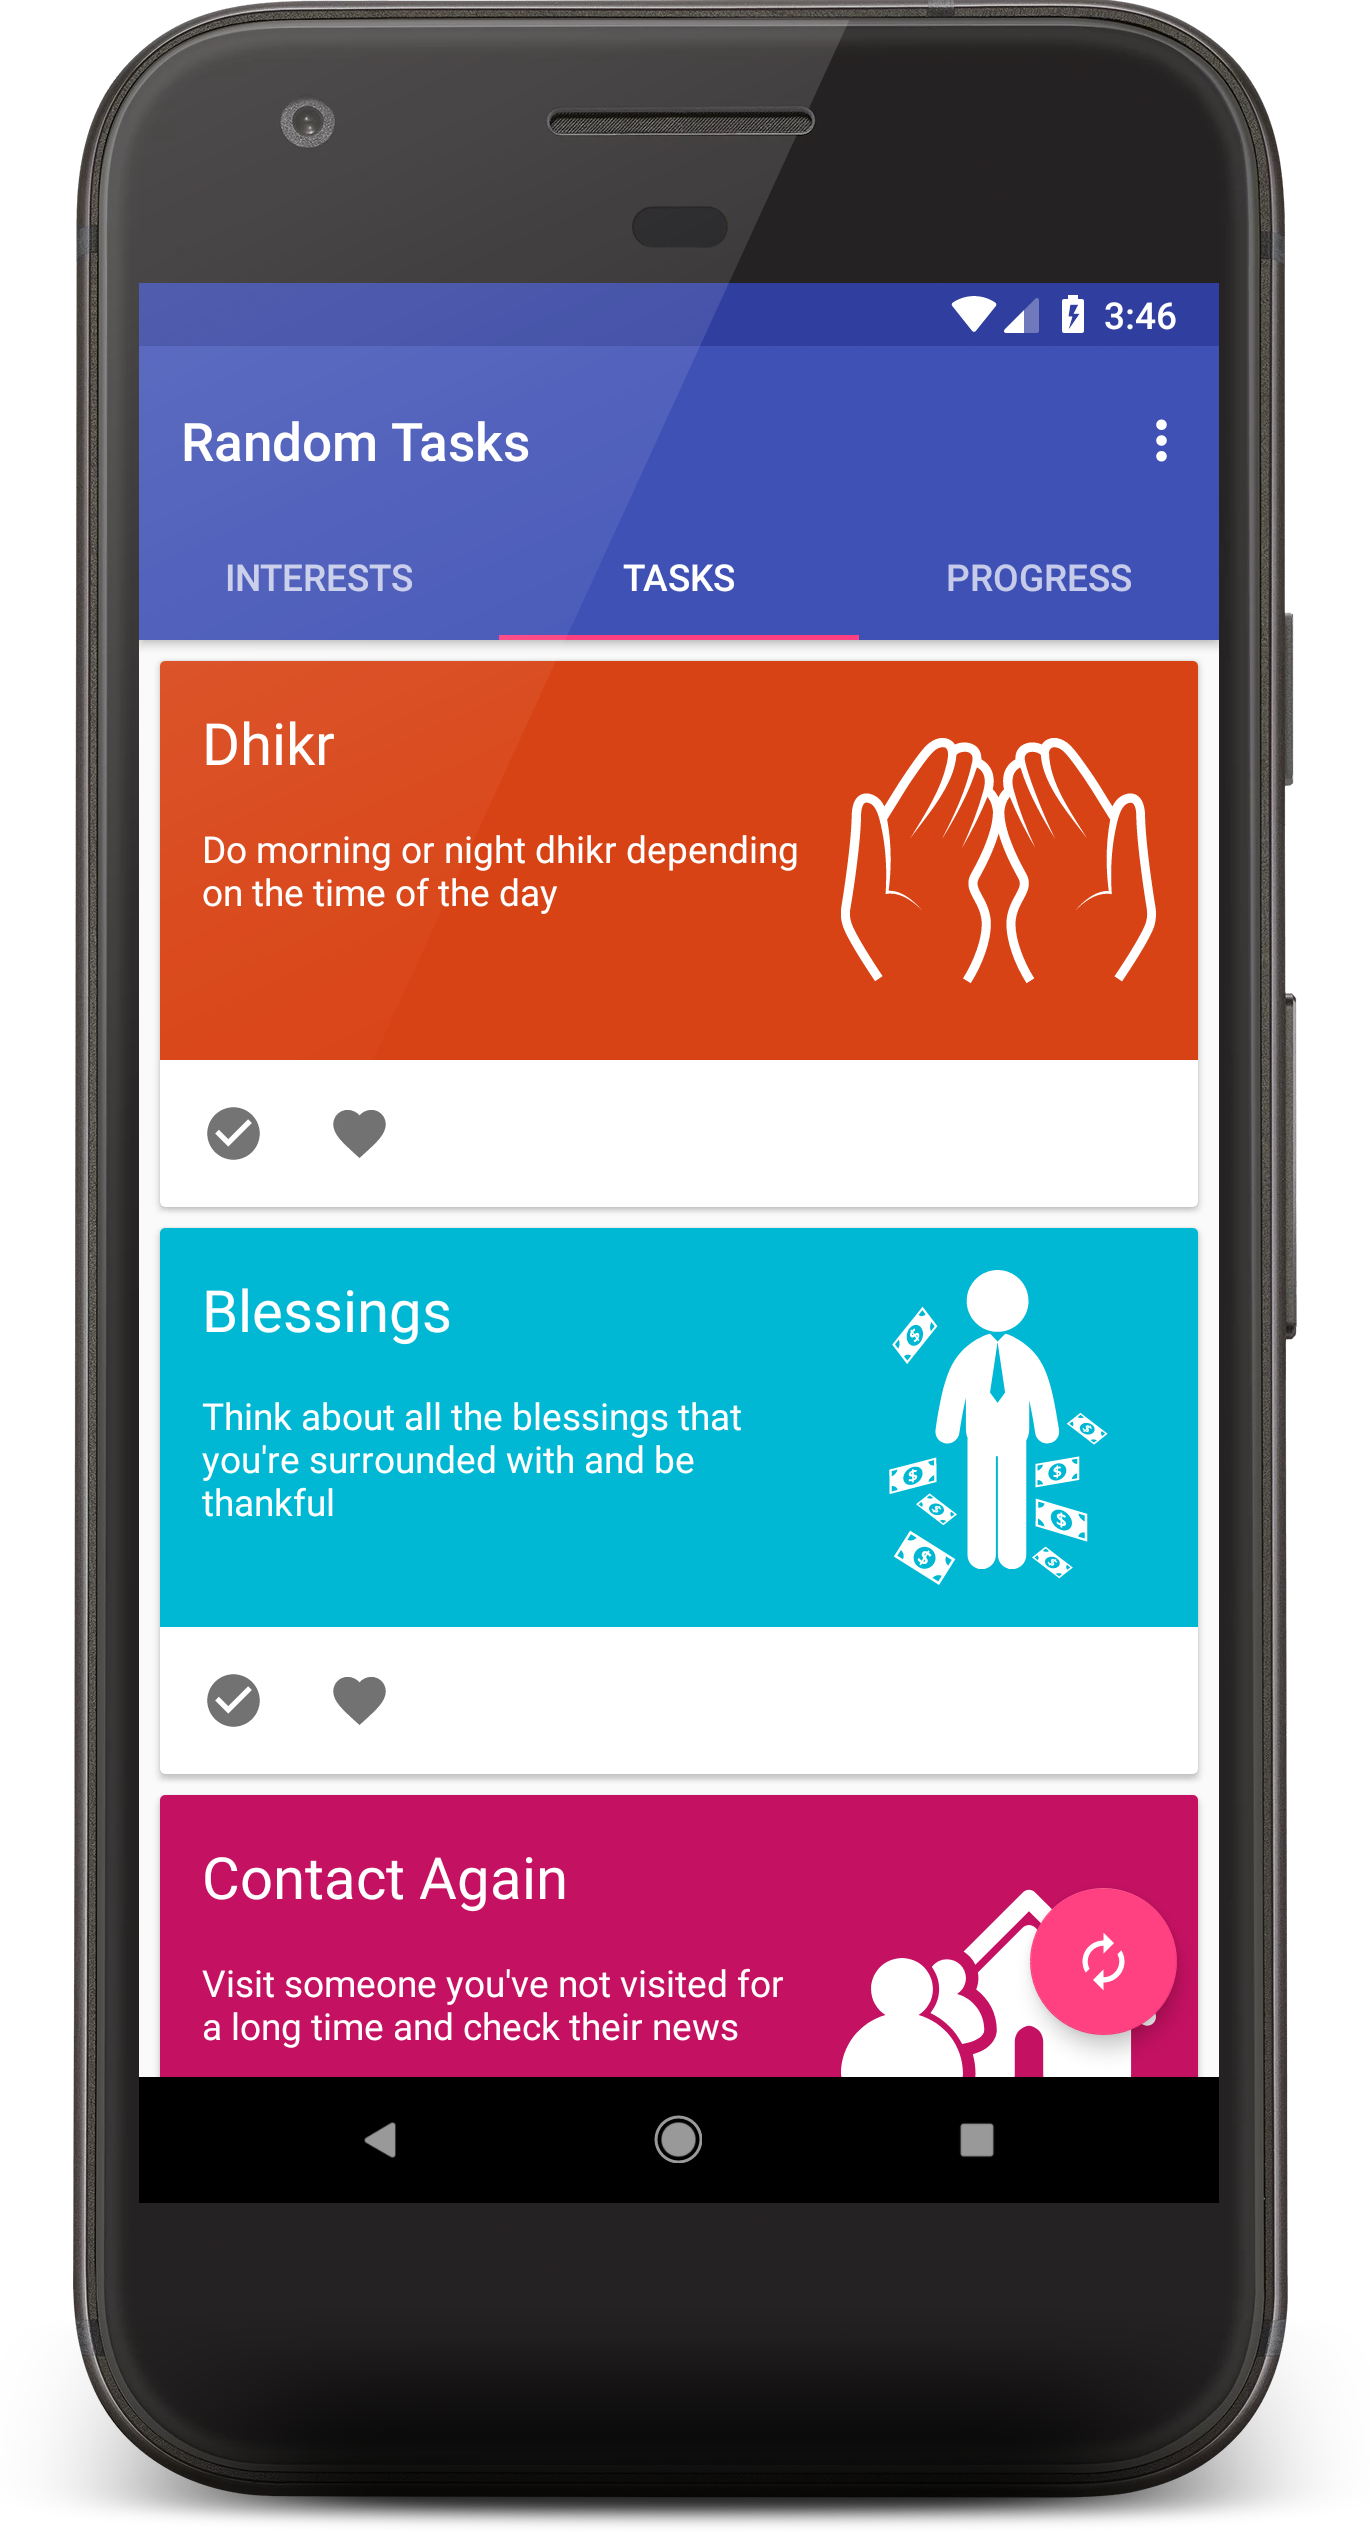 3:46
Random Tasks
INTERESTS TASKS PROGRESS
Dhikr
Do morning or night dhikr depending
on the time of the day
Blessings
Think about all the blessings that
you're surrounded with and be
thankful
Contact Again
Visit someone you've not visited for
a long time and check their news